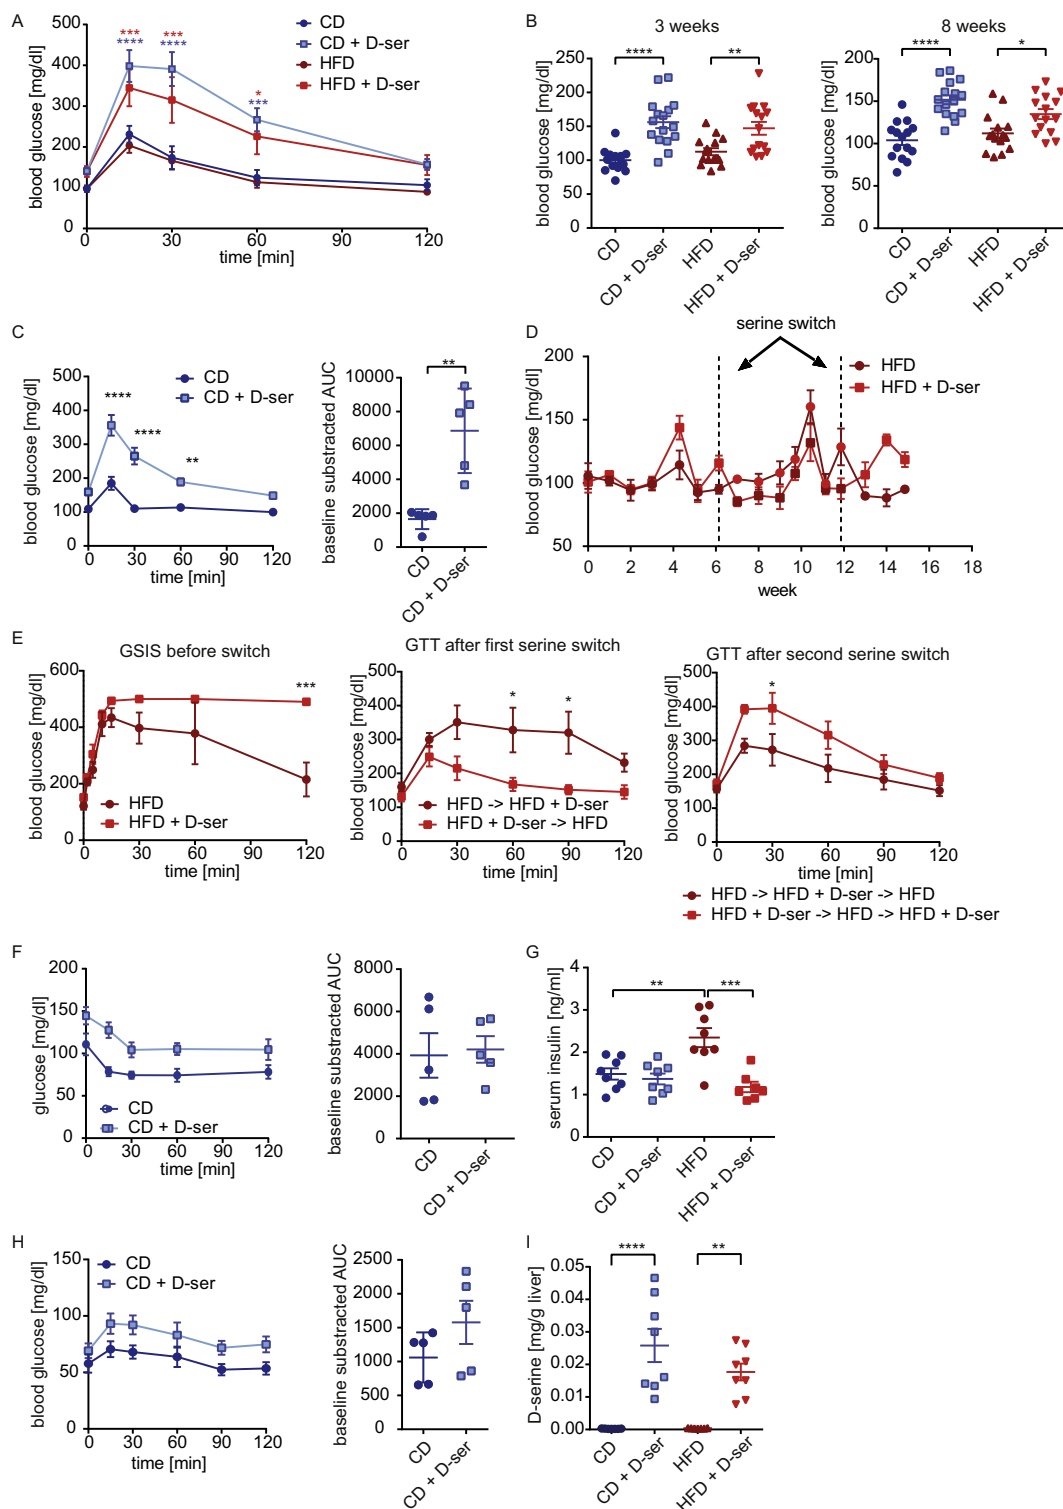 A
blood glucose [mg/dl]
500
400
300
200
100
0
***
****
***
****
*
***
CD
CD + D-ser
HFD
HFD + D-ser
0 30 60 90 120
time [min]
B
3 weeks
blood glucose [mg/dl]
250
200
150
100
50
0
****
**
CD
CD + D-ser
HFD
HFD + D-ser
8 weeks
blood glucose [mg/dl]
200
150
100
50
0
****
*
CD
CD + D-ser
HFD
HFD + D-ser
C
blood glucose [mg/dl]
500
400
300
200
100
0
****
****
**
CD
CD + D-ser
0 30 60 90 120
time [min]
baseline substracted AUC
10000
8000
6000
4000
2000
0
**
CD
CD + D-ser
D
serine switch
blood glucose [mg/dl]
200
150
100
50
HFD
HFD + D-ser
0 2 4 6 8 10 12 14 16 18
week
E
GSIS before switch
blood glucose [mg/dl]
600
400
200
0
***
HFD
HFD + D-ser
0 30 60 90 120
time [min]
GTT after first serine switch
blood glucose [mg/dl]
500
400
300
200
100
0
* *
HFD -> HFD + D-ser
HFD + D-ser -> HFD
0 30 60 90 120
time [min]
GTT after second serine switch
blood glucose [mg/dl]
500
400
300
200
100
0
*
0 30 60 90 120
time [min]
HFD -> HFD + D-ser -> HFD
HFD + D-ser -> HFD -> HFD + D-ser
F
glucose [mg/dl]
200
150
100
50
0
CD
CD + D-ser
0 30 60 90 120
time [min]
baseline substracted AUC
8000
6000
4000
2000
0
CD
CD + D-ser
G
serum insulin [ng/ml]
4
3
2
1
0
**
***
CD
CD + D-ser
HFD
HFD + D-ser
H
blood glucose [mg/dl]
150
100
50
0
CD
CD + D-ser
0 30 60 90 120
time [min]
baseline substracted AUC
2500
2000
1500
1000
500
0
CD
CD + D-ser
I
D-serine [mg/g liver]
0.05
0.04
0.03
0.02
0.01
0.00
****
**
CD
CD + D-ser
HFD
HFD + D-ser